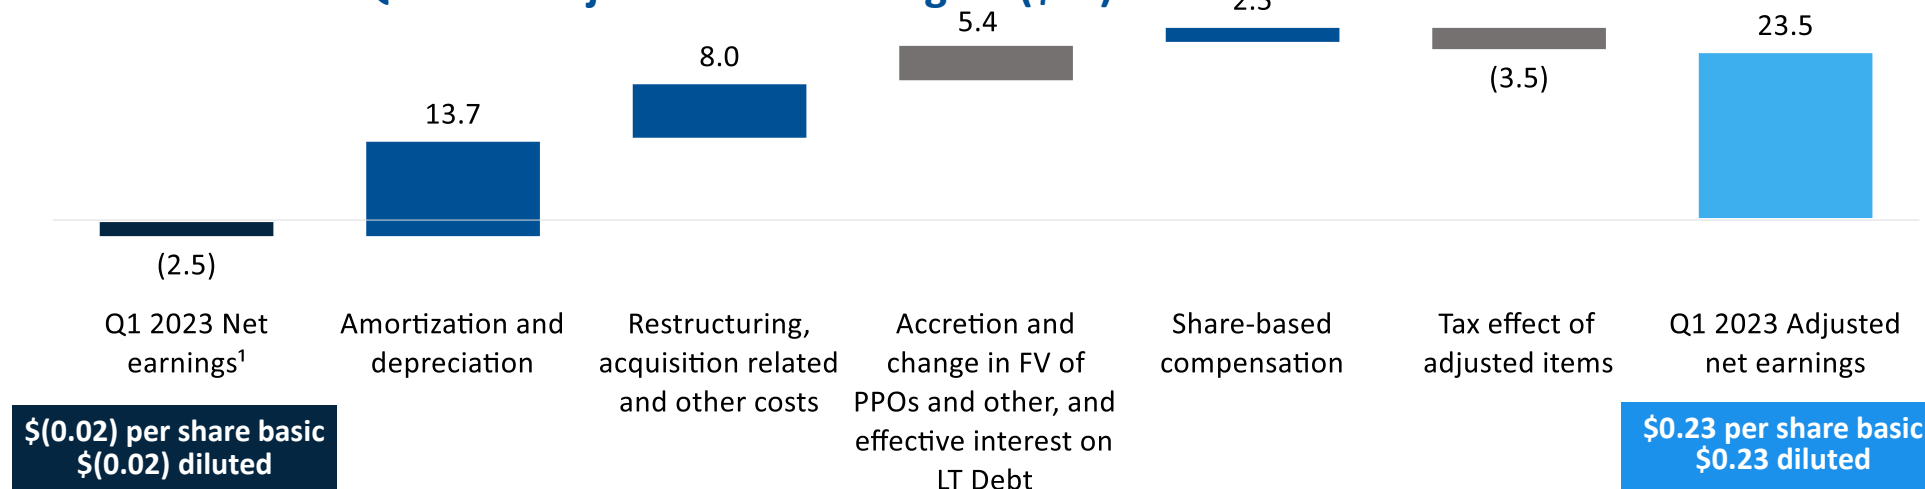 5.4
2.5
23.5
8.0
(3.5)
13.7
(2.5)
Q1 2023 Net
earnings¹
Amortization and
depreciation
Restructuring,
acquisition related
and other costs
Accretion and
change in FV of
PPOs and other, and
effective interest on
LT Debt
Share-based
compensation
Tax effect of
adjusted items
Q1 2023 Adjusted
net earnings
$(0.02) per share basic
$(0.02) diluted
$0.23 per share basic
$0.23 diluted